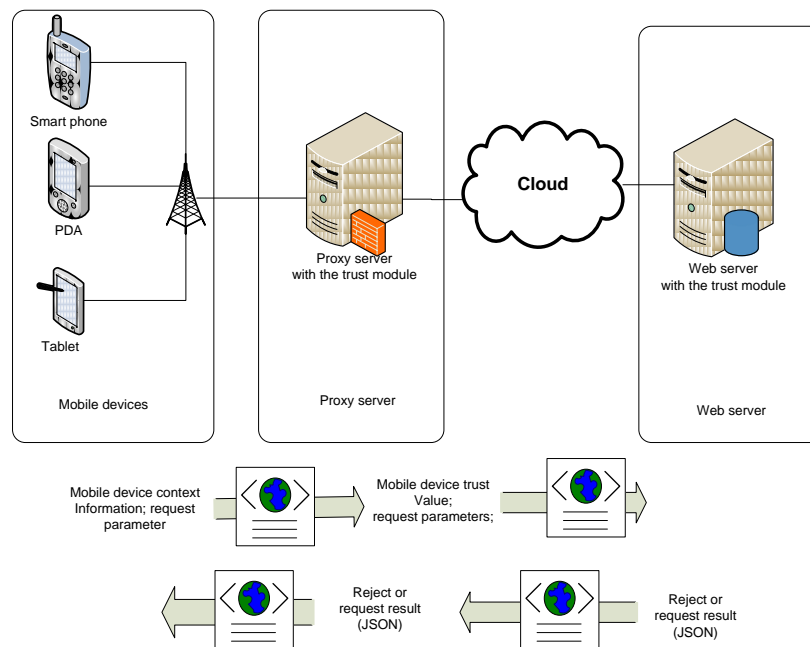 Smart phone
PDA
Tablet
Mobile devices
Proxy server
with the trust module
Proxy server
Cloud
Web server
with the trust module
Web server
Mobile device context
Information; request
parameter
Mobile device trust
Value;
request parameters;
Reject or
request result
(JSON)
Reject or
request result
(JSON)